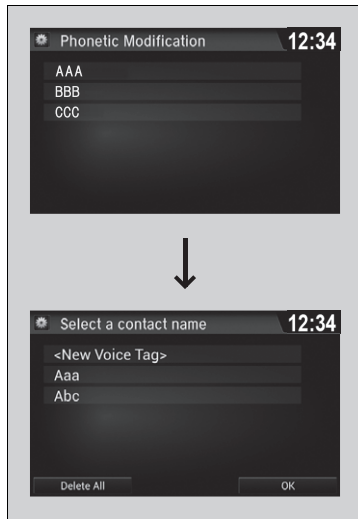 Phonetic Modification 12:34
AAA
BBB
CCC
Select a contact name 12:34
<New Voice Tag>
Aaa
Abc
Delete All OK